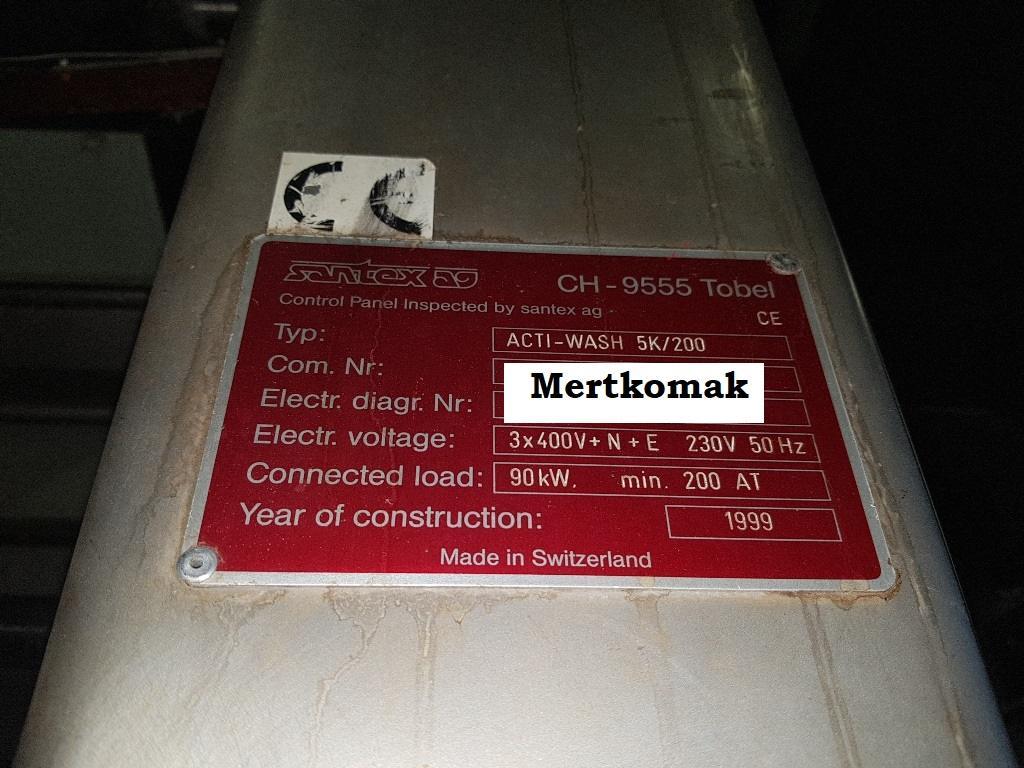 CE
santex ag
CH-9555 Tobel
Control Panel Inspected by santex ag
CE
Typ: ACTI-WASH 5K/200
Com. Nr:
Mertkomak
Electr. diagr. Nr:
Electr. voltage: 3x400V+N+E 230V 50Hz
Connected load: 90kW. min. 200 AT
Year of construction: 1999
Made in Switzerland